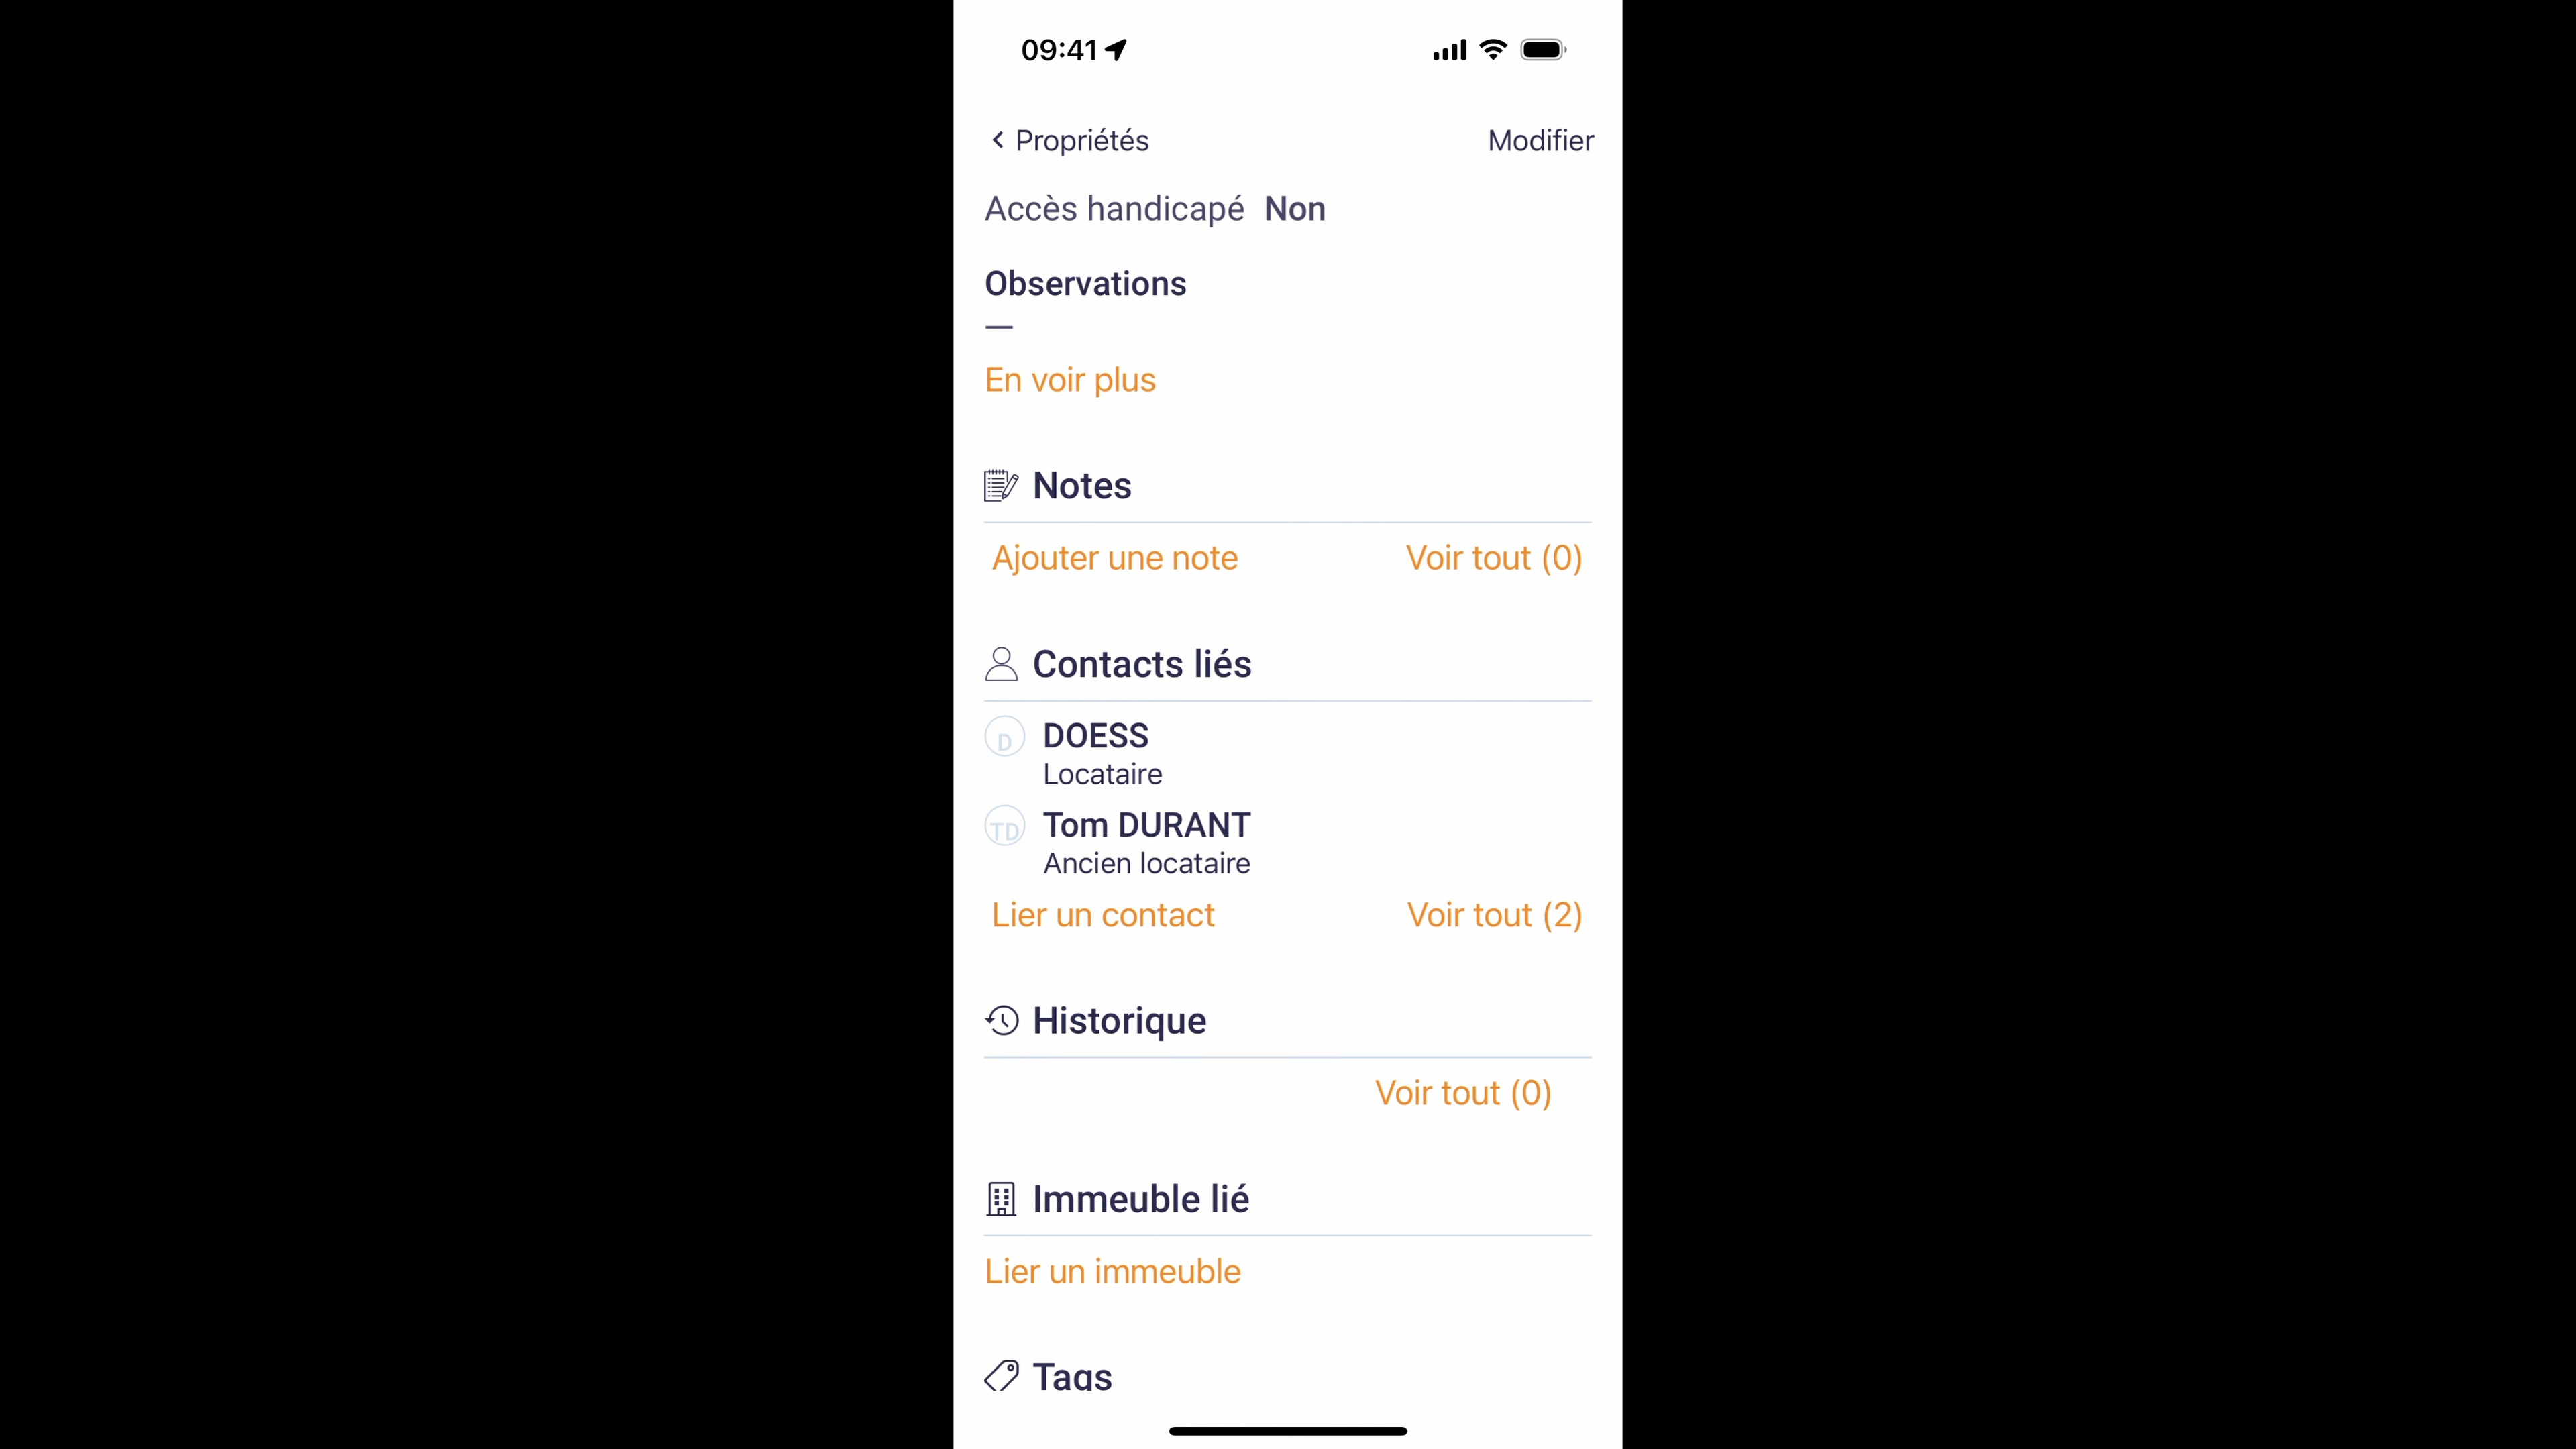 09:41
Propriétés
Modifier
Accès handicapé Non
Observations
—
En voir plus
Notes
Ajouter une note
Voir tout (0)
Contacts liés
D
DOESS
Locataire
TD
Tom DURANT
Ancien locataire
Lier un contact
Voir tout (2)
Historique
Voir tout (0)
Immeuble lié
Lier un immeuble
Tags